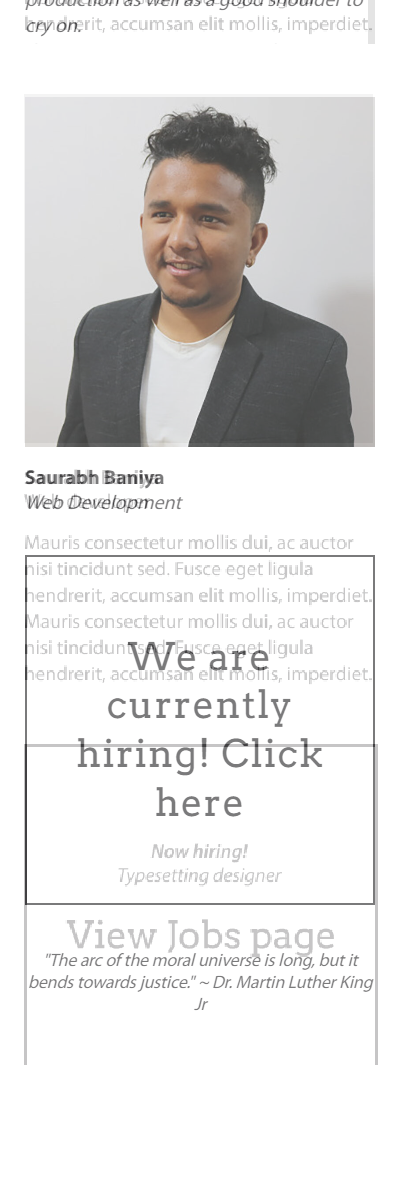 production as well as a good shoulder to
hendrerit, accumsan elit mollis, imperdiet.
cry on.
Saurabh Baniya
Web Development
Mauris consectetur mollis dui, ac auctor
nisi tincidunt sed. Fusce eget ligula
hendrerit, accumsan elit mollis, imperdiet.
Mauris consectetur mollis dui, ac auctor
nisi tincidunt sed. Fusce eget ligula
We are
hendrerit, accumsan elit mollis, imperdiet.
currently
hiring! Click
here
Now hiring!
Typesetting designer
View Jobs page
"The arc of the moral universe is long, but it
bends towards justice." ~ Dr. Martin Luther King
Jr